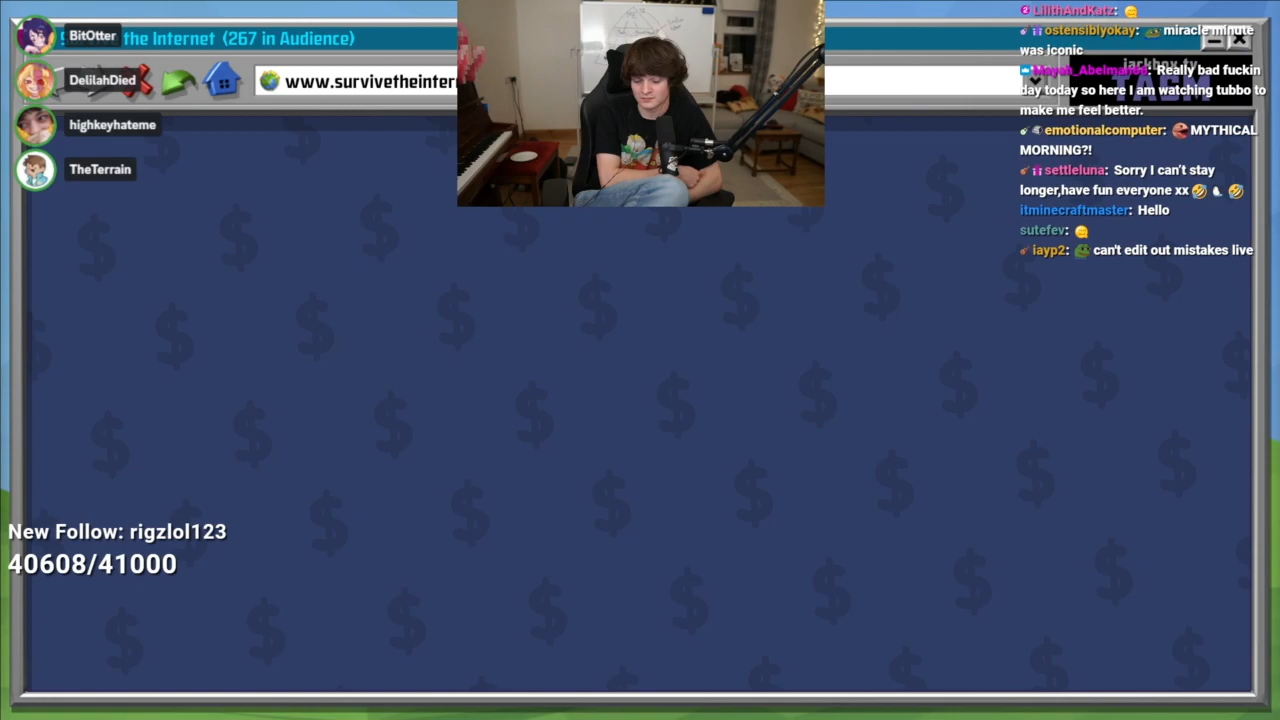 BitOtter
the Internet (267 in Audience)
DelilahDied
www.survivetheinter
highkeyhateme
TheTerrain
New Follow: rigzlol123
40608/41000
LilithAndKatz:
ostensiblyokay: miracle minute
was iconic
Really bad fuckin
day today so here I am watching tubbo to
make me feel better.
emotionalcomputer: MYTHICAL
MORNING?!
settleluna: Sorry I can't stay
longer,have fun everyone xx
itminecraftmaster: Hello
sutefev:
iayp2: can't edit out mistakes live
jackbox.tv